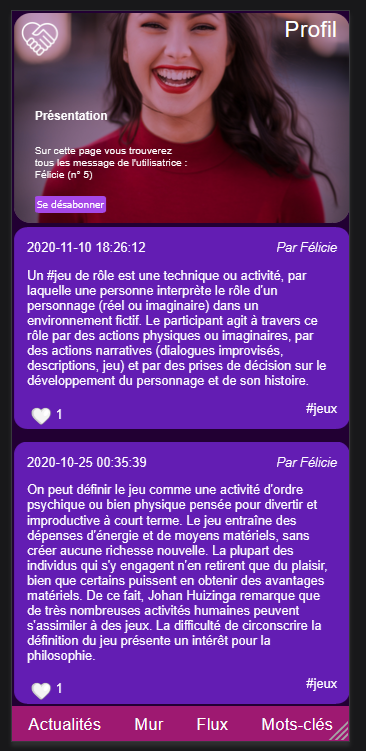 Profil
Présentation
Sur cette page vous trouverez
tous les message de l'utilisatrice :
Félicie (n° 5)
Se désabonner
2020-11-10 18:26:12 Par Félicie
Un #jeu de rôle est une technique ou activité, par
laquelle une personne interprète le rôle d'un
personnage (réel ou imaginaire) dans un
environnement fictif. Le participant agit à travers ce
rôle par des actions physiques ou imaginaires, par
des actions narratives (dialogues improvisés,
descriptions, jeu) et par des prises de décision sur le
développement du personnage et de son histoire.
1 #jeux
2020-10-25 00:35:39 Par Félicie
On peut définir le jeu comme une activité d'ordre
psychique ou bien physique pensée pour divertir et
improductive à court terme. Le jeu entraîne des
dépenses d'énergie et de moyens matériels, sans
créer aucune richesse nouvelle. La plupart des
individus qui s'y engagent n'en retirent que du plaisir,
bien que certains puissent en obtenir des avantages
matériels. De ce fait, Johan Huizinga remarque que
de très nombreuses activités humaines peuvent
s'assimiler à des jeux. La difficulté de circonscrire la
définition du jeu présente un intérêt pour la
philosophie.
1 #jeux
Actualités Mur Flux Mots-clés